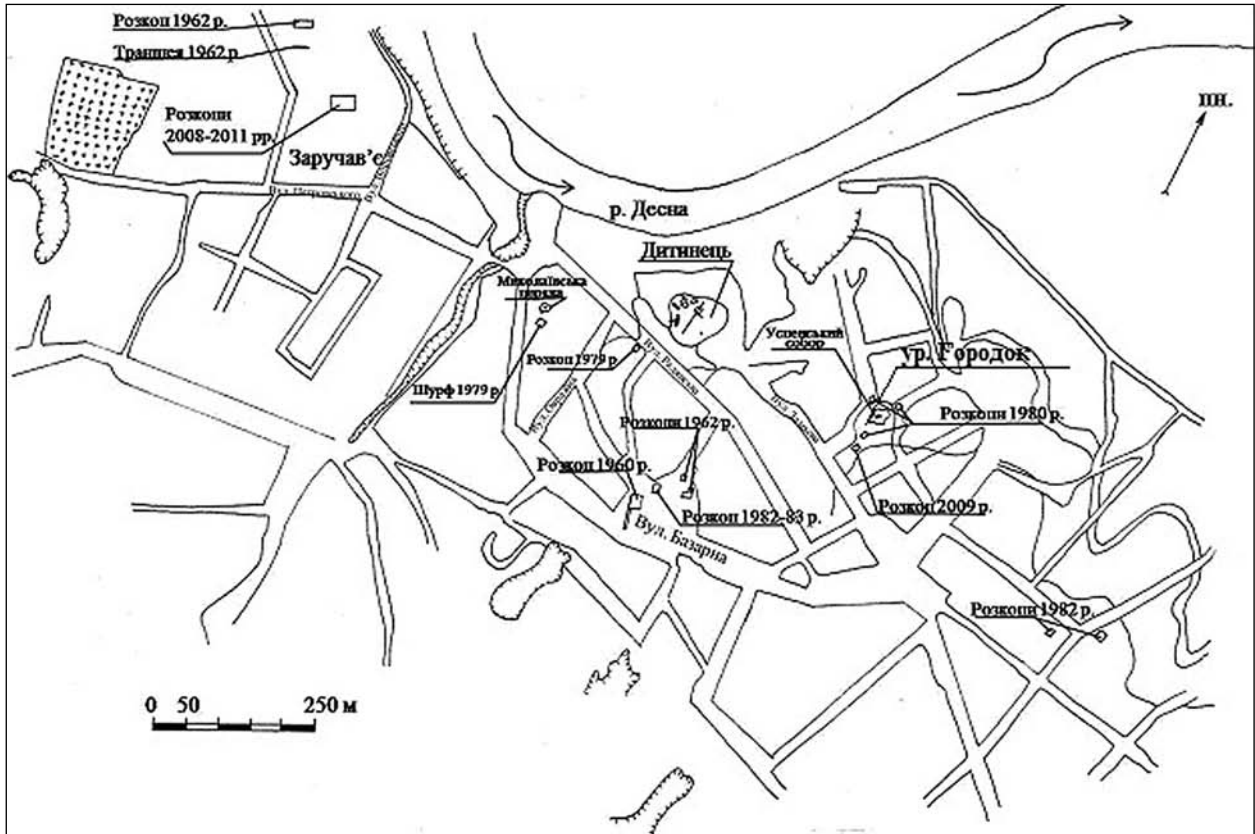 Розкоп 1962 р.
Траншея 1962 р
Розкопи
2008-2011 рр.
Заручав'є
пн.
р. Десна
Дитинець
Миколаївська
церква
Успенський
собор
ур. Городок
Розкоп 1979 р
Шурф 1979 р
Розкопи 1980 р.
Розкопи 1962 р.
Розкоп 1960 р.
Розкоп 2009 р.
Розкоп 1982-83 р.
Вул. Базарна
Розкопи 1982 р.
0 50 250 м